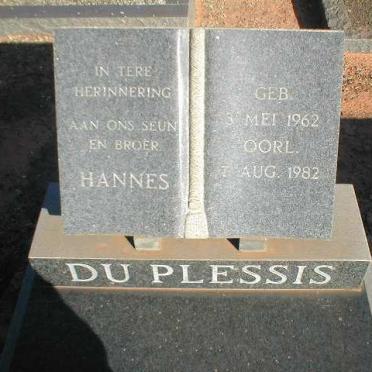 IN TERE
HERINNERING
AAN ONS SEUN
EN BROER
HANNES
GEB.
3 MEI 1962
OORL.
7 AUG. 1982
DU PLESSIS